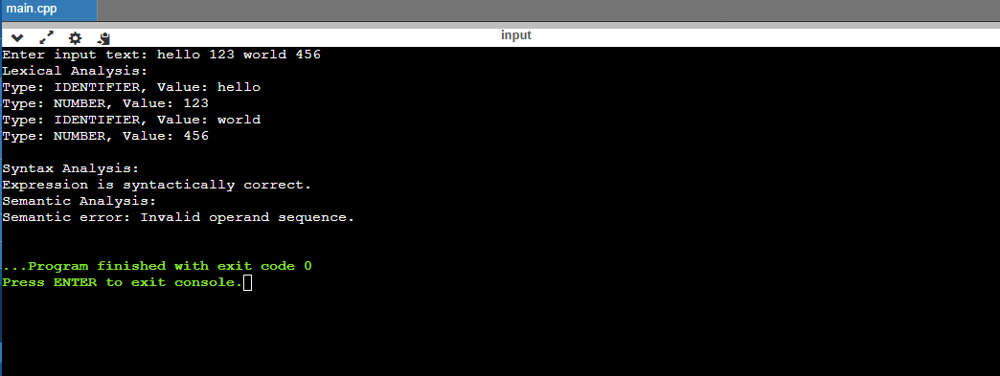 main.cpp
input
Enter input text: hello 123 world 456
Lexical Analysis:
Type: IDENTIFIER, Value: hello
Type: NUMBER, Value: 123
Type: IDENTIFIER, Value: world
Type: NUMBER, Value: 456
Syntax Analysis:
Expression is syntactically correct.
Semantic Analysis:
Semantic error: Invalid operand sequence.
...Program finished with exit code 0
Press ENTER to exit console.